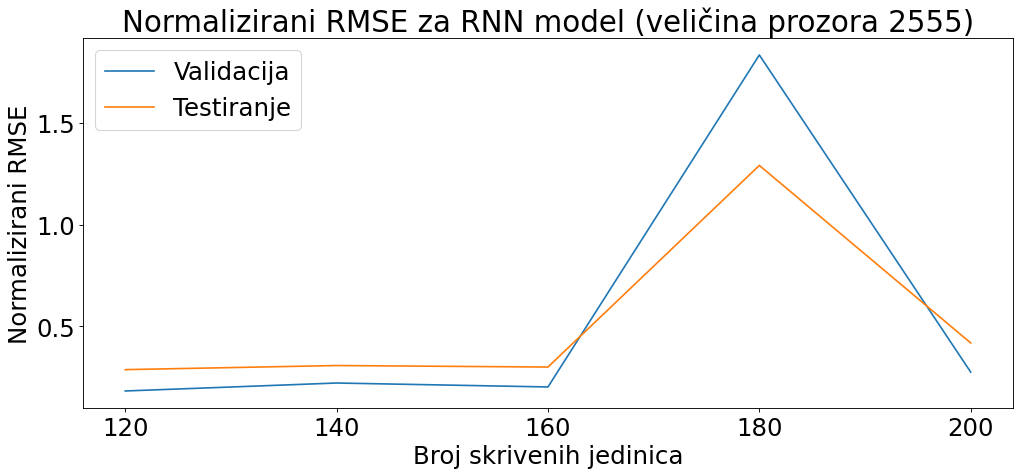 Normalizirani RMSE za RNN model (veličina prozora 2555)
Validacija
Testiranje
Normalizirani RMSE
1.5
1.0
0.5
120 140 160 180 200
Broj skrivenih jedinica